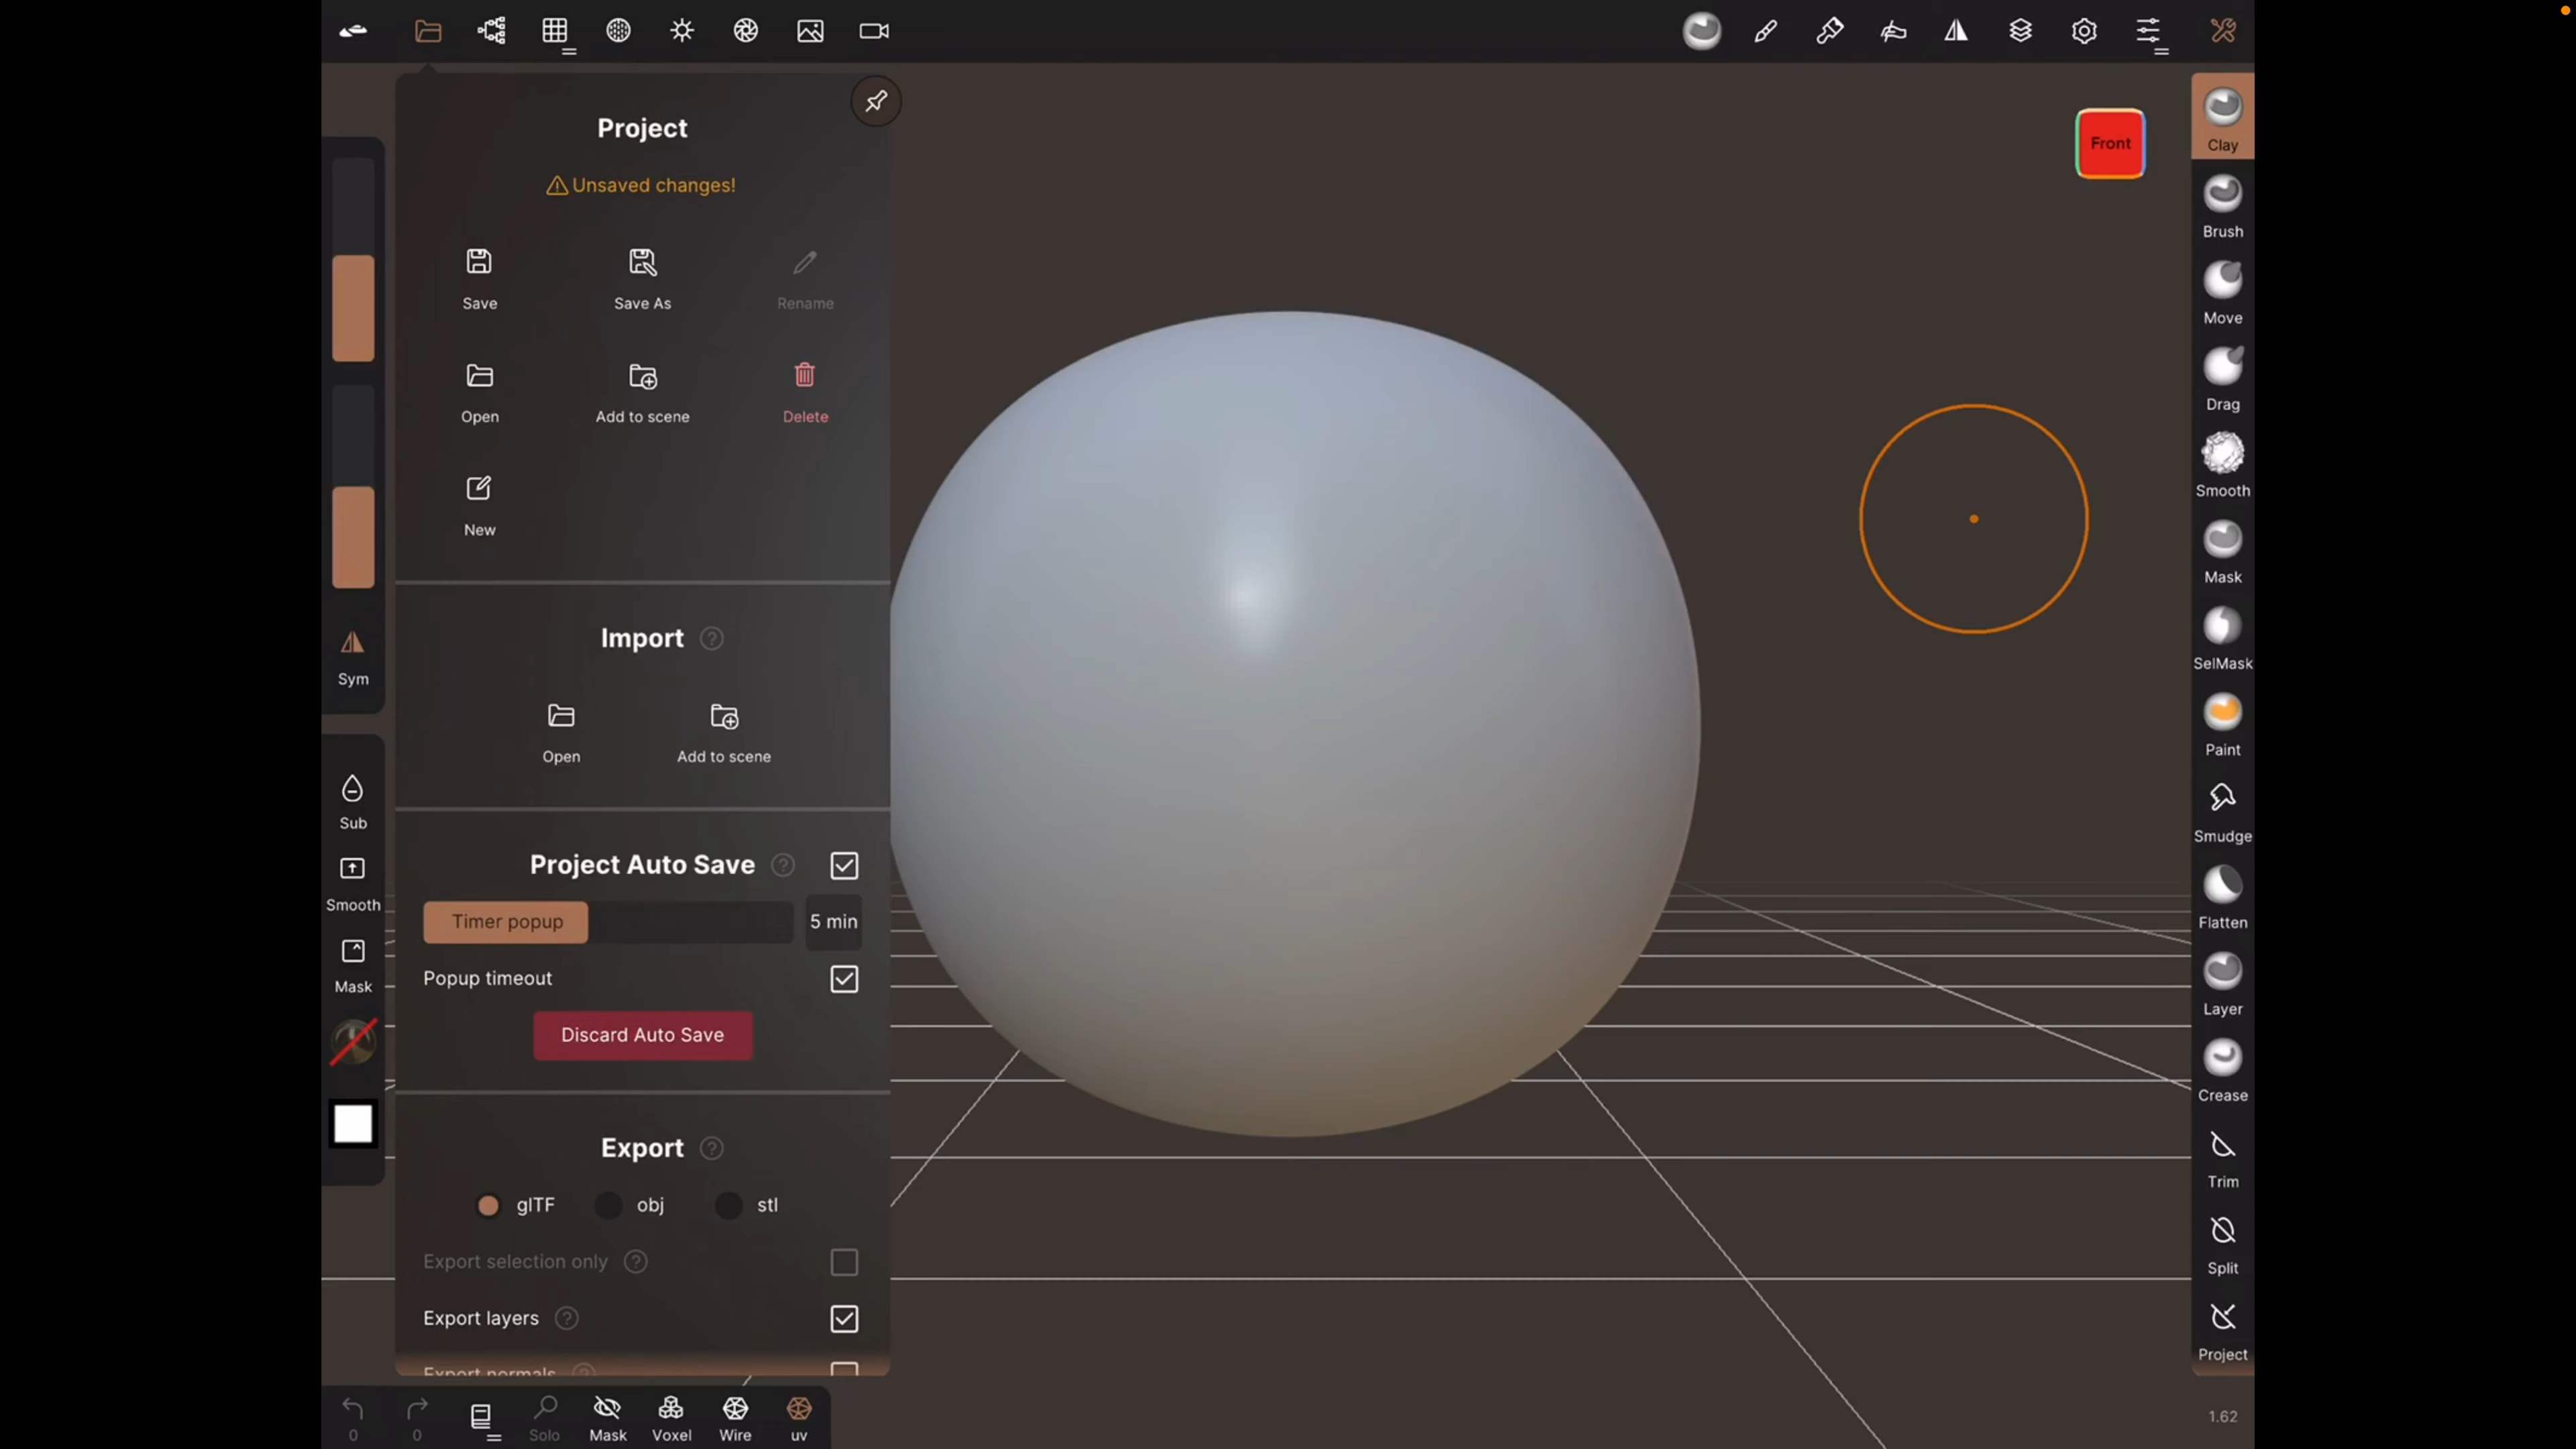 Project
Unsaved changes!
Save
Save As
Rename
Open
Add to scene
Delete
New
Import
Open
Add to scene
Project Auto Save
Timer popup
5 min
Popup timeout
Discard Auto Save
Export
glTF
obj
stl
Export selection only
Export layers
Export normals
Sym
Sub
Smooth
Mask
0
0
Solo
Mask
Voxel
Wire
uv
Front
Clay
Brush
Move
Drag
Smooth
Mask
SelMask
Paint
Smudge
Flatten
Layer
Crease
Trim
Split
Project
1.62